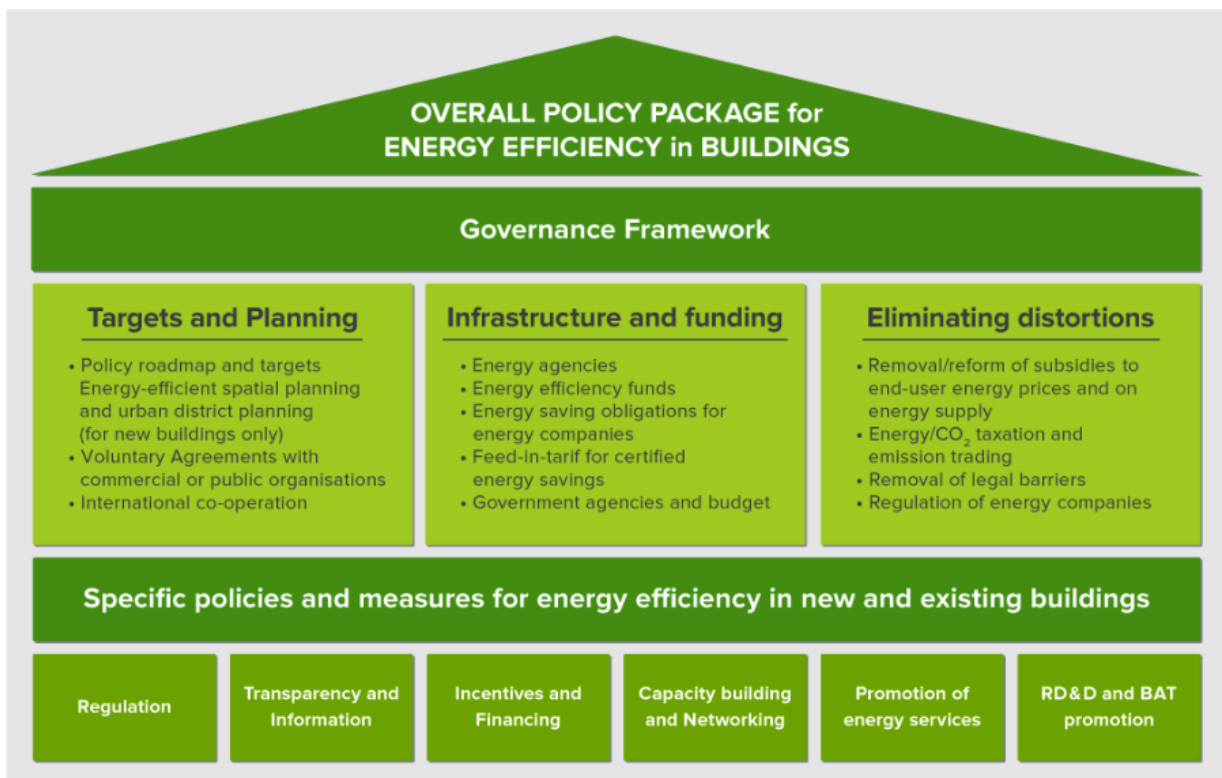 OVERALL POLICY PACKAGE for
ENERGY EFFICIENCY in BUILDINGS
Governance Framework
Targets and Planning
• Policy roadmap and targets
Energy-efficient spatial planning
and urban district planning
(for new buildings only)
• Voluntary Agreements with
commercial or public organisations
• International co-operation
Infrastructure and funding
• Energy agencies
• Energy efficiency funds
• Energy saving obligations for
energy companies
• Feed-in-tarif for certified
energy savings
• Government agencies and budget
Eliminating distortions
• Removal/reform of subsidies to
end-user energy prices and on
energy supply
• Energy/CO₂ taxation and
emission trading
• Removal of legal barriers
• Regulation of energy companies
Specific policies and measures for energy efficiency in new and existing buildings
Regulation
Transparency and
Information
Incentives and
Financing
Capacity building
and Networking
Promotion of
energy services
RD&D and BAT
promotion